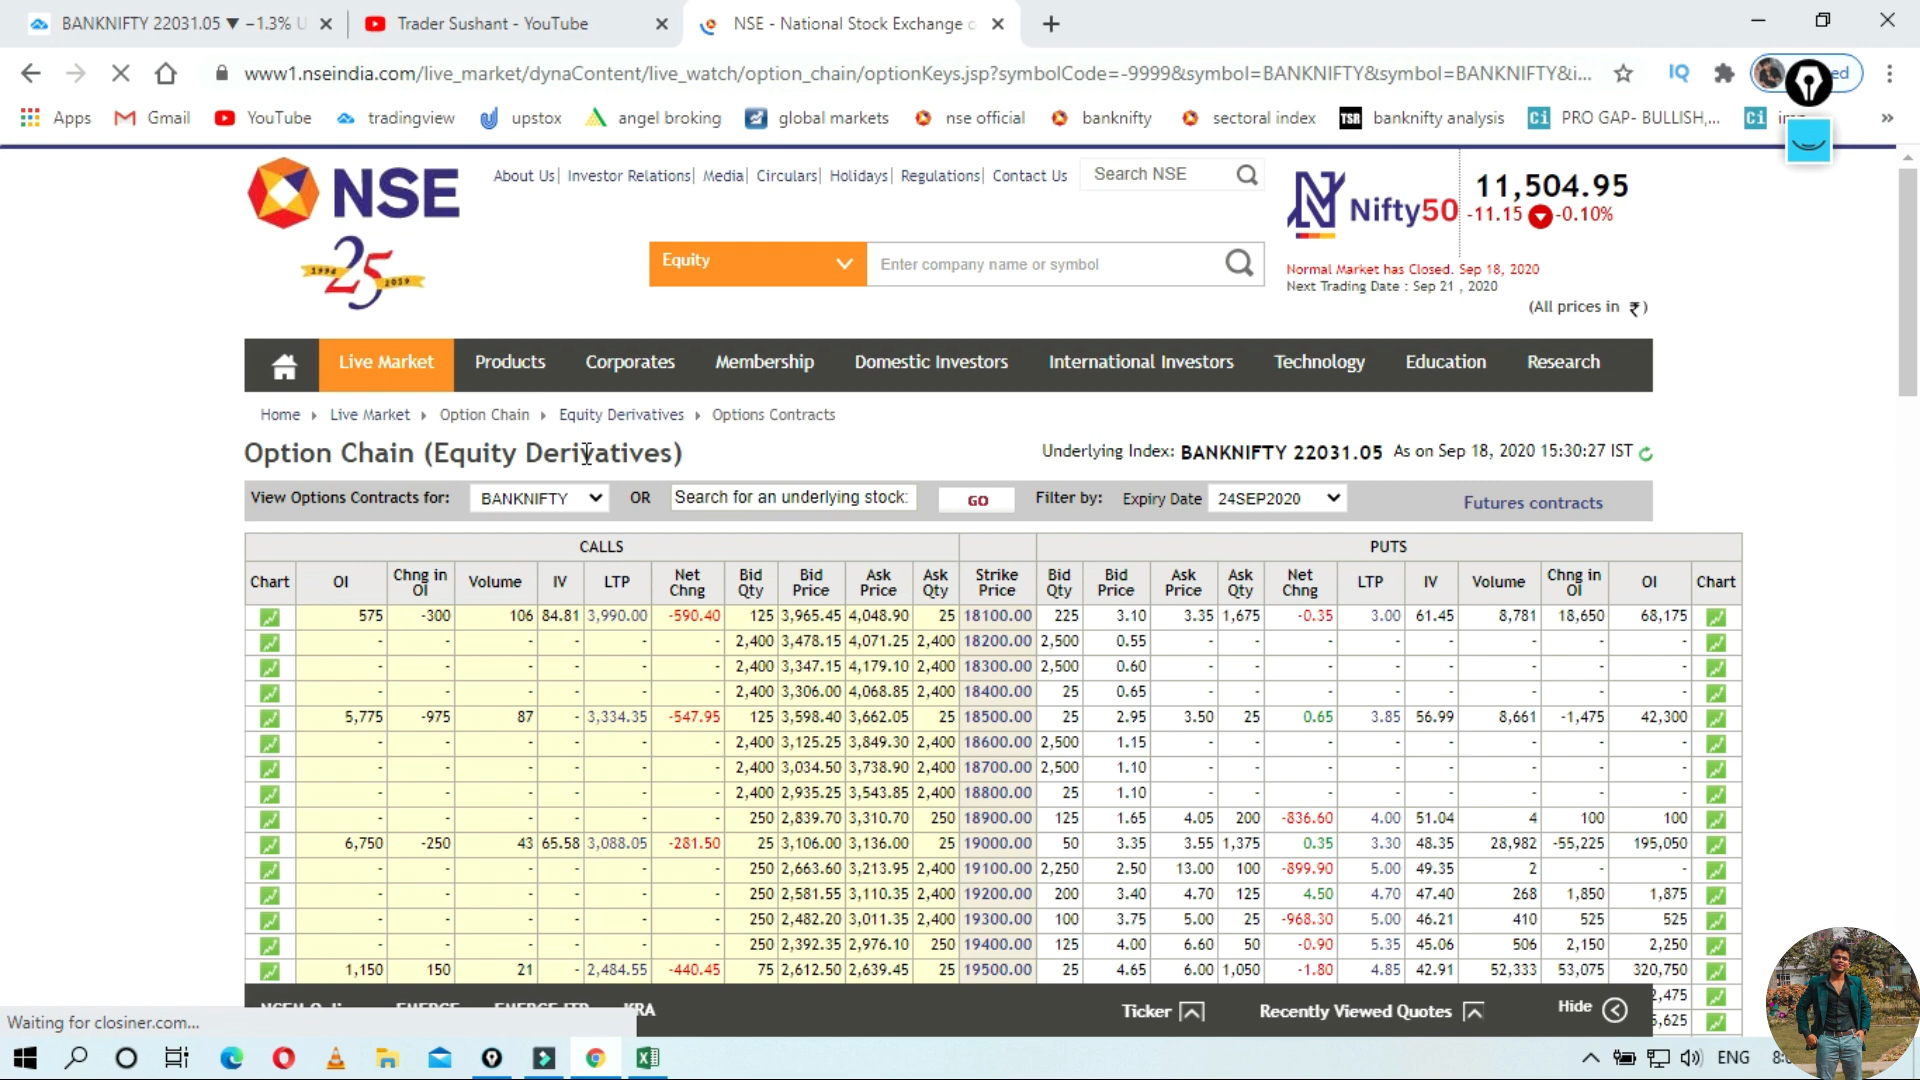 BANKNIFTY 22031.05 ▼ −1.3% U
Trader Sushant - YouTube
NSE - National Stock Exchange o
www1.nseindia.com/live_market/dynaContent/live_watch/option_chain/optionKeys.jsp?symbolCode=-9999&symbol=BANKNIFTY&symbol=BANKNIFTY&i...
IQ
ed
Apps Gmail YouTube tradingview upstox angel broking global markets nse official banknifty sectoral index TSR banknifty analysis Ci PRO GAP- BULLISH,... Ci imp
NSE
1994 25 2019
About Us| Investor Relations| Media| Circulars| Holidays| Regulations| Contact Us
Search NSE
Equity
Enter company name or symbol
Nifty50
11,504.95
-11.15 -0.10%
Normal Market has Closed. Sep 18, 2020
Next Trading Date : Sep 21 , 2020
(All prices in ₹ )
Live Market Products Corporates Membership Domestic Investors International Investors Technology Education Research
Home Live Market Option Chain Equity Derivatives Options Contracts
Option Chain (Equity Derivatives)
Underlying Index: BANKNIFTY 22031.05 As on Sep 18, 2020 15:30:27 IST
View Options Contracts for: BANKNIFTY OR Search for an underlying stock: GO Filter by: Expiry Date 24SEP2020 Futures contracts
CALLS PUTS
Chart OI Chng in OI Volume IV LTP Net Chng Bid Qty Bid Price Ask Price Ask Qty Strike Price Bid Qty Bid Price Ask Price Ask Qty Net Chng LTP IV Volume Chng in OI OI Chart
575 -300 106 84.81 3,990.00 -590.40 125 3,965.45 4,048.90 25 18100.00 225 3.10 3.35 1,675 -0.35 3.00 61.45 8,781 18,650 68,175
- - - - - - 2,400 3,478.15 4,071.25 2,400 18200.00 2,500 0.55 - - - - - - - -
- - - - - - 2,400 3,347.15 4,179.10 2,400 18300.00 2,500 0.60 - - - - - - - -
- - - - - - 2,400 3,306.00 4,068.85 2,400 18400.00 25 0.65 - - - - - - - -
5,775 -975 87 - 3,334.35 -547.95 125 3,598.40 3,662.05 25 18500.00 25 2.95 3.50 25 0.65 3.85 56.99 8,661 -1,475 42,300
- - - - - - 2,400 3,125.25 3,849.30 2,400 18600.00 2,500 1.15 - - - - - - - -
- - - - - - 2,400 3,034.50 3,738.90 2,400 18700.00 2,500 1.10 - - - - - - - -
- - - - - - 2,400 2,935.25 3,543.85 2,400 18800.00 25 1.10 - - - - - - - -
- - - - - - 250 2,839.70 3,310.70 250 18900.00 125 1.65 4.05 200 -836.60 4.00 51.04 4 100 100
6,750 -250 43 65.58 3,088.05 -281.50 25 3,106.00 3,136.00 25 19000.00 50 3.35 3.55 1,375 0.35 3.30 48.35 28,982 -55,225 195,050
- - - - - - 250 2,663.60 3,213.95 2,400 19100.00 2,250 2.50 13.00 100 -899.90 5.00 49.35 2 - -
- - - - - - 250 2,581.55 3,110.35 2,400 19200.00 200 3.40 4.70 125 4.50 4.70 47.40 268 1,850 1,875
- - - - - - 250 2,482.20 3,011.35 2,400 19300.00 100 3.75 5.00 25 -968.30 5.00 46.21 410 525 525
- - - - - - 250 2,392.35 2,976.10 250 19400.00 125 4.00 6.60 50 -0.90 5.35 45.06 506 2,150 2,250
1,150 150 21 - 2,484.55 -440.45 75 2,612.50 2,639.45 25 19500.00 25 4.65 6.00 1,050 -1.80 4.85 42.91 52,333 53,075 320,750
KRA Ticker Recently Viewed Quotes Hide 2,475
5,625
Waiting for closiner.com...
ENG